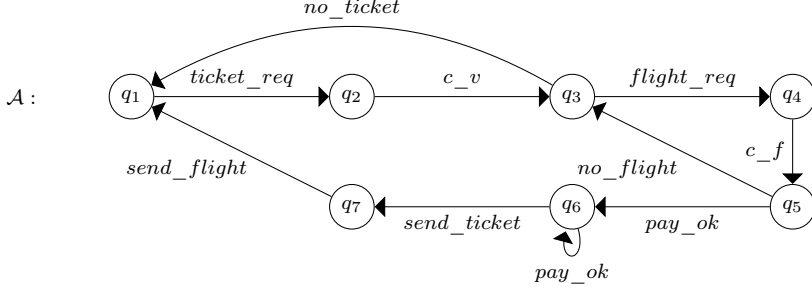 no_ticket
ticket_req c_v flight_req
𝒜 : q₁ q₂ q₃ q₄
c_f
send_flight no_flight
q₇ q₆ q₅
send_ticket pay_ok
pay_ok